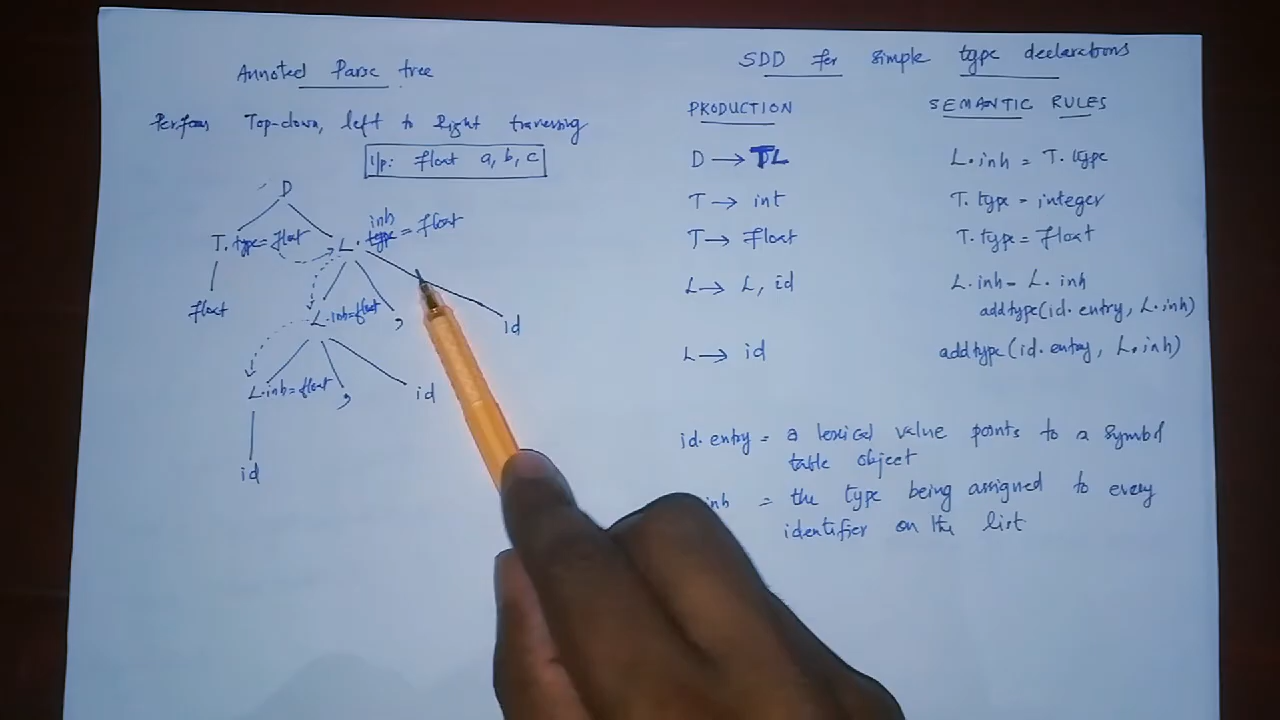 Annoted Parse tree
Perform Top-down, left to Right traversing
i/p: float a, b, c
D
T. type = float
L. type inh = float
float
L. inh = float
,
id
L. inh = float
,
id
id
SDD for simple type declarations
PRODUCTION SEMANTIC RULES
D → TL L. inh = T. type
T → int T. type = integer
T → float T. type = float
L → L, id L. inh = L. inh
addtype(id. entry, L. inh)
L → id addtype (id. entry, L. inh)
id. entry = a lexical value points to a symbol
table object
inh = the type being assigned to every
identifier on the list